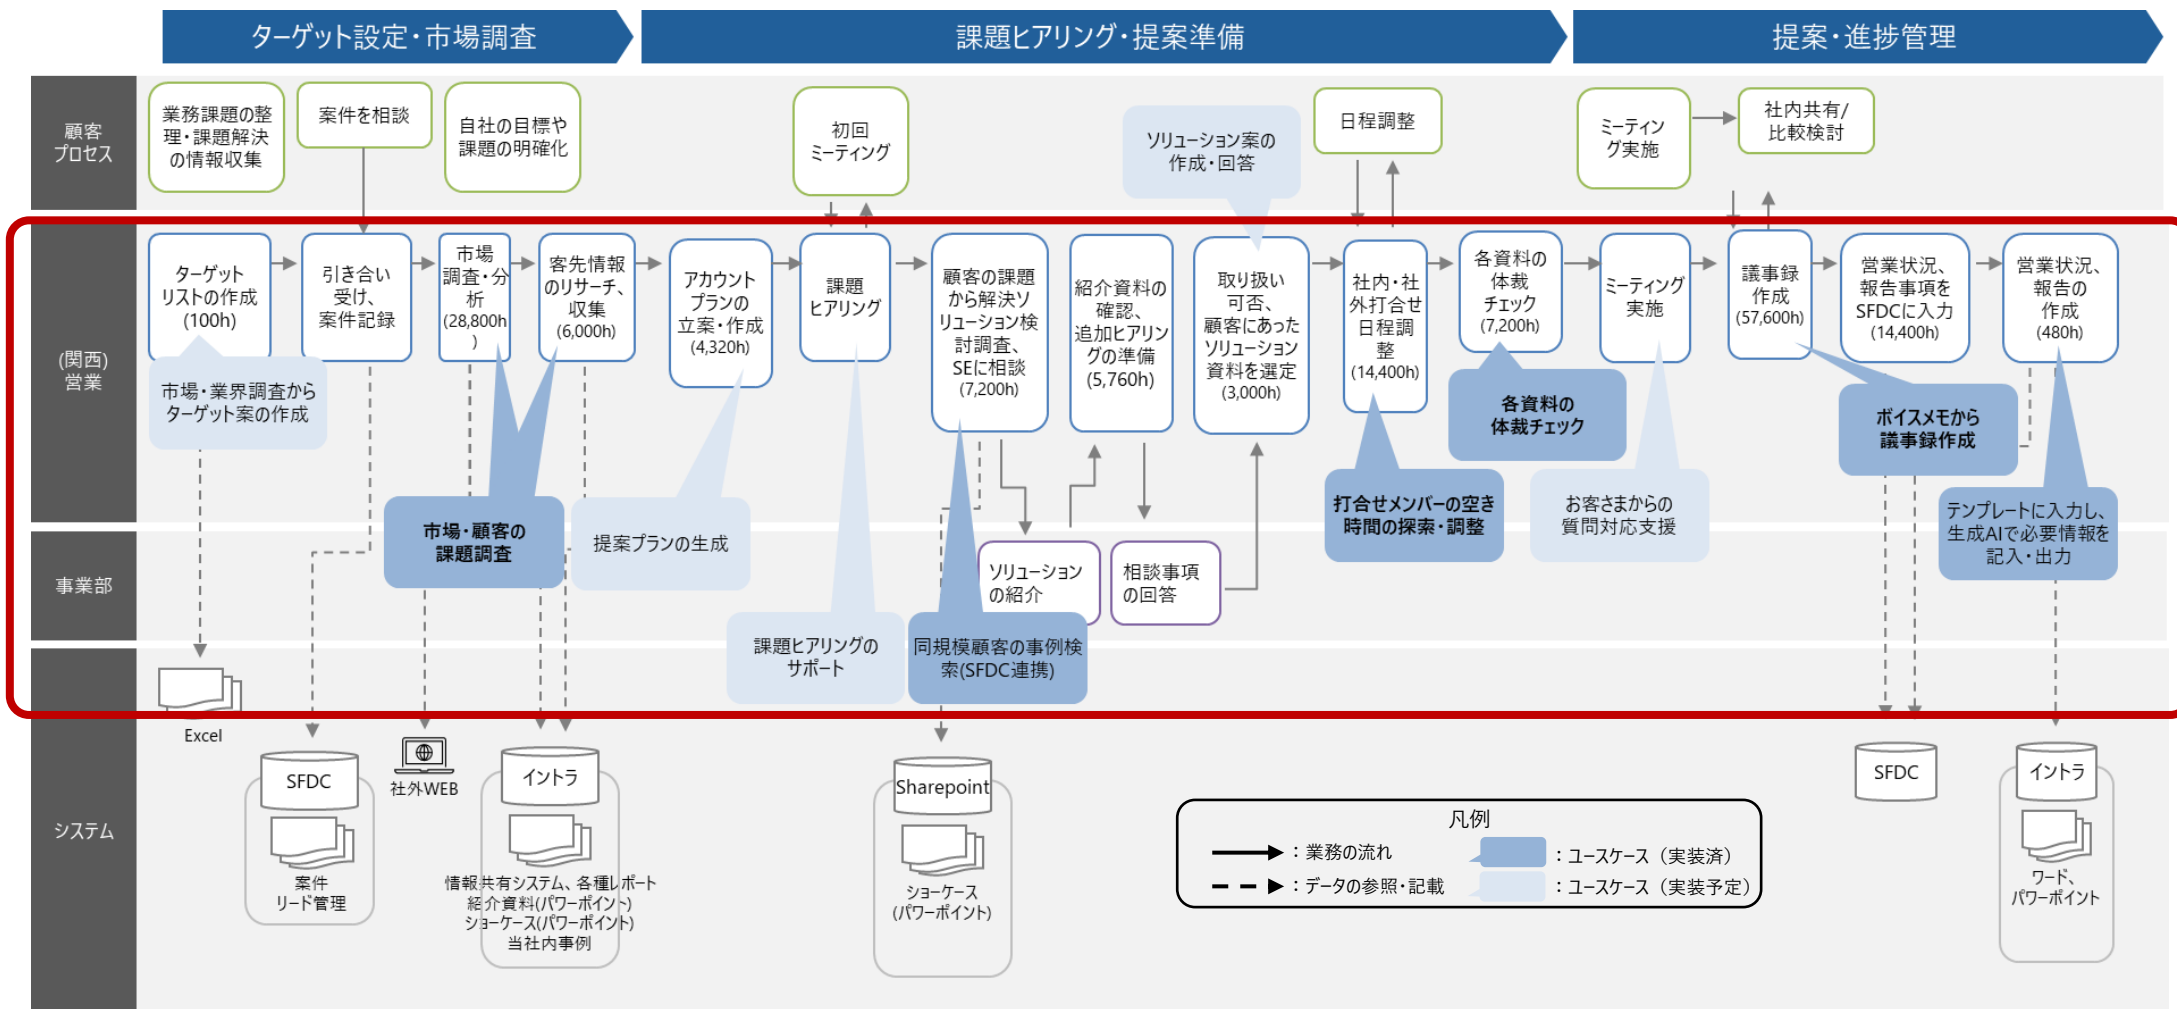 ターゲット設定・市場調査
課題ヒアリング・提案準備
提案・進捗管理
顧客
プロセス
業務課題の整
理・課題解決
の情報収集
案件を相談
自社の目標や
課題の明確化
初回
ミーティング
ソリューション案の
作成・回答
日程調整
ミーティン
グ実施
社内共有/
比較検討
(関西)
営業
ターゲット
リストの作成
(100h)
引き合い
受け、
案件記録
市場
調査・分
析
(28,800h
)
客先情報
のリサーチ、
収集
(6,000h)
アカウント
プランの
立案・作成
(4,320h)
課題
ヒアリング
顧客の課題
から解決ソ
リューション検
討調査、
SEに相談
(7,200h)
紹介資料の
確認、
追加ヒアリン
グの準備
(5,760h)
取り扱い
可否、
顧客にあった
ソリューション
資料を選定
(3,000h)
社内・社
外打合せ
日程調
整
(14,400h)
各資料の
体裁
チェック
(7,200h)
ミーティング
実施
議事録
作成
(57,600h)
営業状況、
報告事項を
SFDCに入力
(14,400h)
営業状況、
報告の
作成
(480h)
市場・業界調査から
ターゲット案の作成
市場・顧客の
課題調査
提案プランの生成
課題ヒアリングの
サポート
同規模顧客の事例検
索(SFDC連携)
打合せメンバーの空き
時間の探索・調整
各資料の
体裁チェック
お客さまからの
質問対応支援
ボイスメモから
議事録作成
テンプレートに入力し、
生成AIで必要情報を
記入・出力
事業部
ソリューション
の紹介
相談事項
の回答
システム
Excel
SFDC
案件
リード管理
社外WEB
イントラ
情報共有システム、各種レポート
紹介資料(パワーポイント)
ショーケース(パワーポイント)
当社内事例
Sharepoint
ショーケース
(パワーポイント)
SFDC
イントラ
ワード、
パワーポイント
凡例
：業務の流れ
：ユースケース（実装済）
：データの参照・記載
：ユースケース（実装予定）